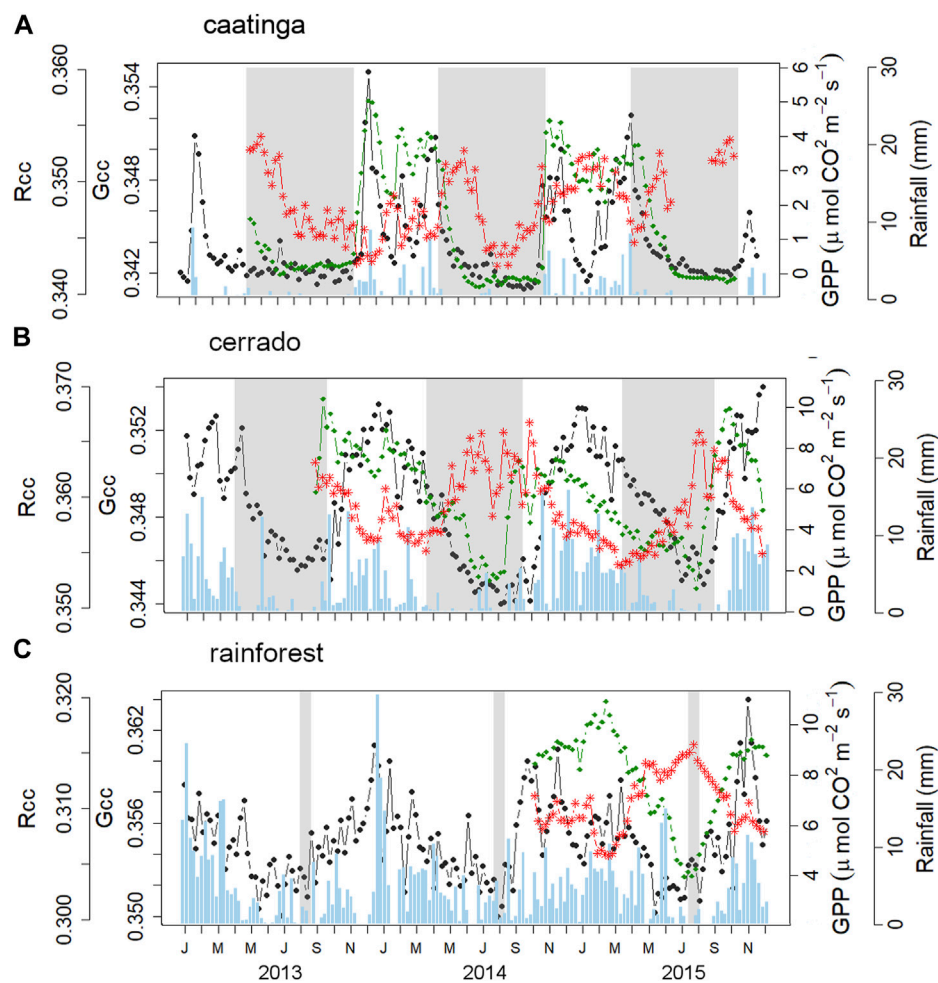 A
caatinga
Rcc
0.340 0.350 0.360
Gcc
0.342 0.348 0.354
0 1 2 3 4 5 6
GPP (μ mol CO² m⁻² s⁻¹)
0 10 20 30
Rainfall (mm)
B
cerrado
Rcc
0.350 0.360 0.370
Gcc
0.344 0.348 0.352
0 2 4 6 8 10
GPP (μ mol CO² m⁻² s⁻¹)
0 10 20 30
Rainfall (mm)
C
rainforest
Rcc
0.300 0.310 0.320
Gcc
0.350 0.356 0.362
4 6 8 10
GPP (μ mol CO² m⁻² s⁻¹)
0 10 20 30
Rainfall (mm)
J M M J S N J M M J S N J M M J S N
2013 2014 2015